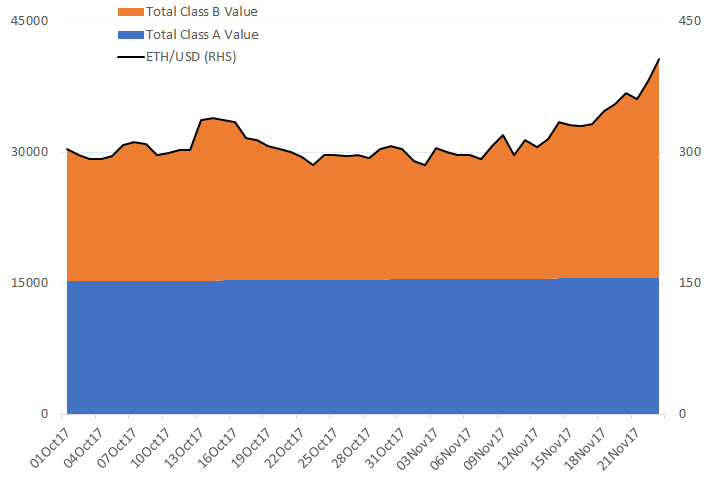 Total Class B Value
Total Class A Value
ETH/USD (RHS)
45000
30000
15000
0
450
300
150
0
01Oct17
04Oct17
07Oct17
10Oct17
13Oct17
16Oct17
19Oct17
22Oct17
25Oct17
28Oct17
31Oct17
03Nov17
06Nov17
09Nov17
12Nov17
15Nov17
18Nov17
21Nov17